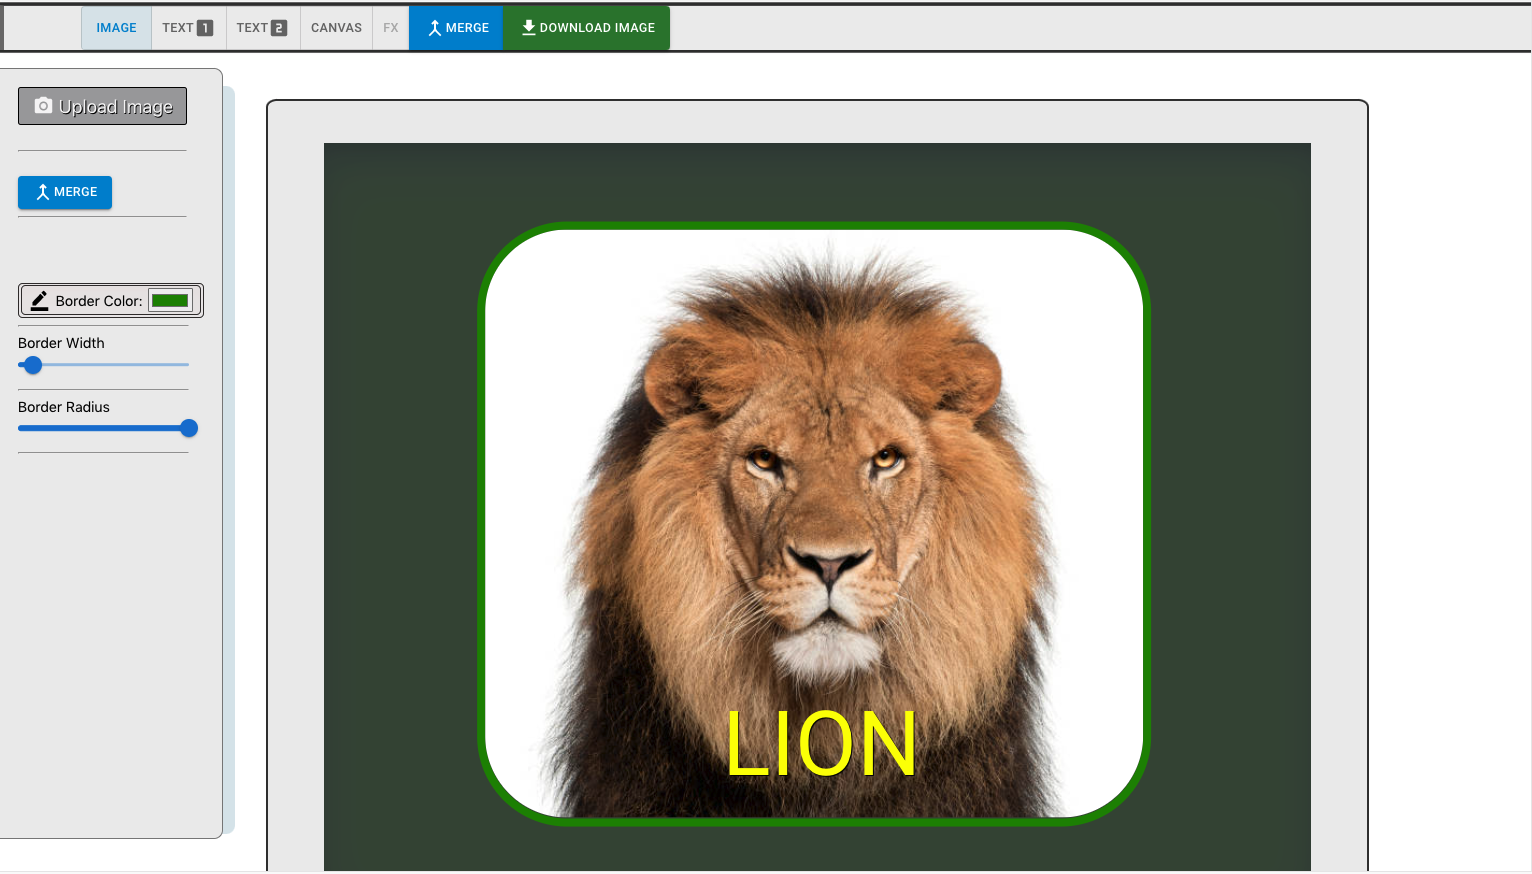 IMAGE TEXT 1 TEXT 2 CANVAS FX MERGE DOWNLOAD IMAGE
Upload Image
MERGE
Border Color:
Border Width
Border Radius
LION